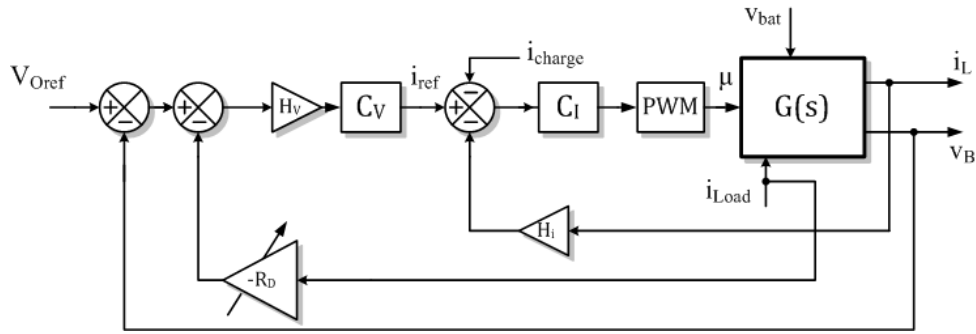 v_bat
i_charge
V_Oref
i_ref
μ
i_L
+
−
+
−
H_V
C_V
+
−
−
C_I
PWM
G(s)
v_B
i_Load
H_i
-R_D